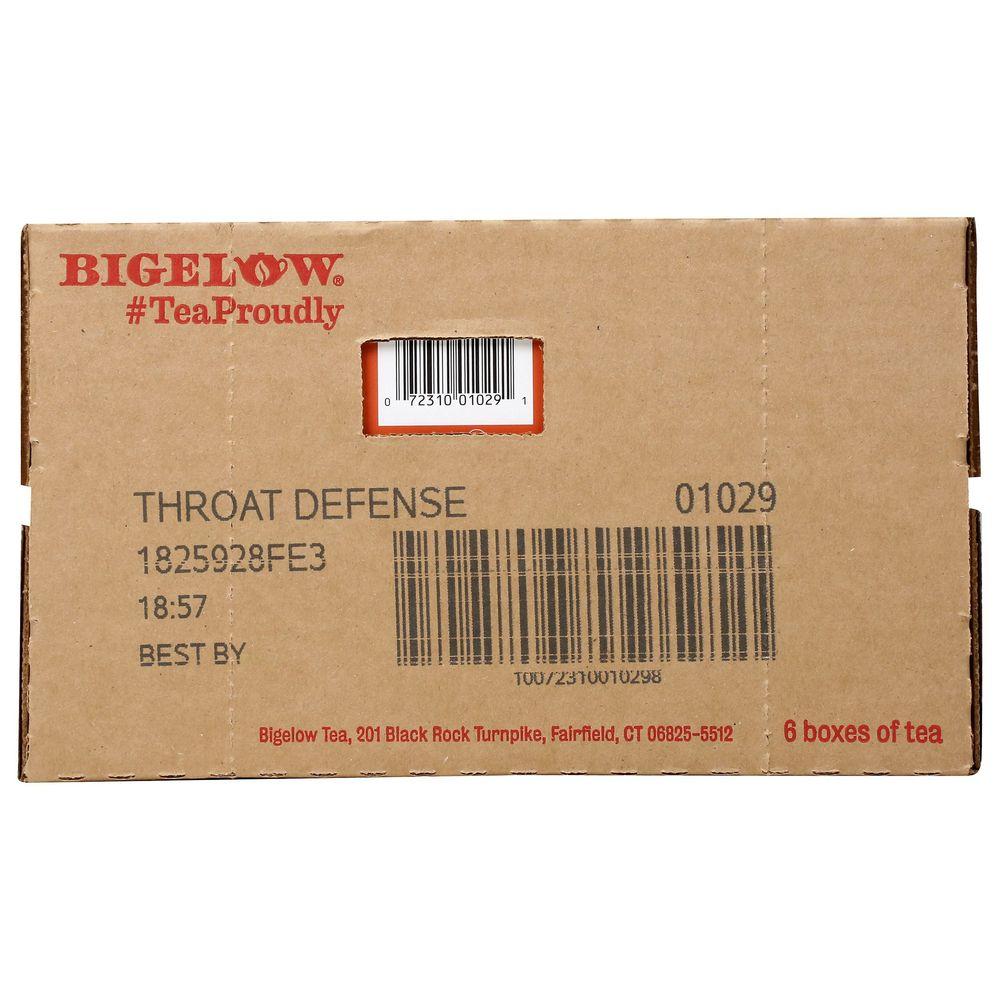 BIGELOW®
#TeaProudly
0 72310 01029 1
THROAT DEFENSE 01029
1825928FE3
18:57
BEST BY
10072310010298
Bigelow Tea, 201 Black Rock Turnpike, Fairfield, CT 06825-5512
6 boxes of tea